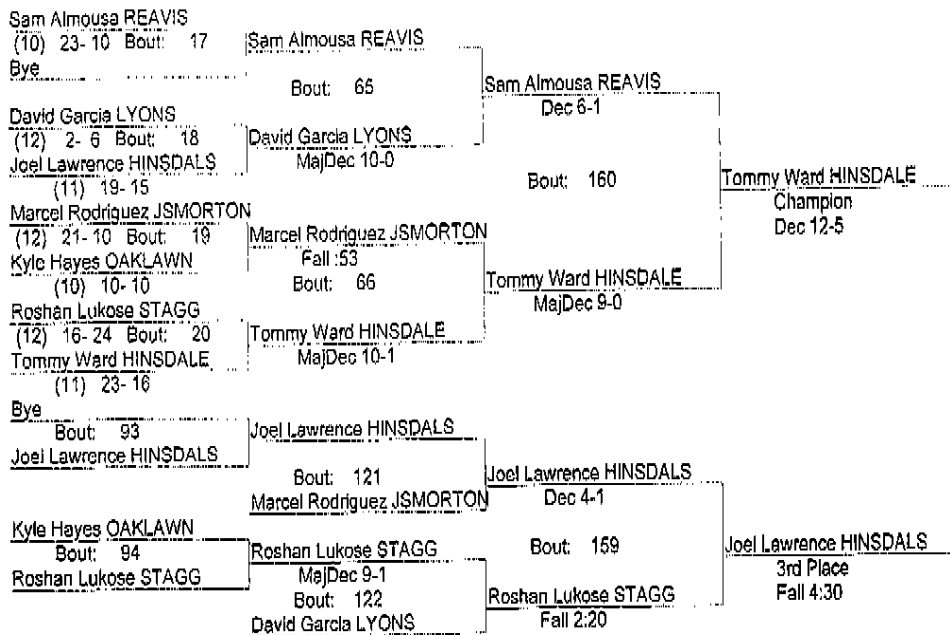 Sam Almousa REAVIS
(10) 23- 10 Bout: 17
Bye
Sam Almousa REAVIS
Bout: 65
David Garcia LYONS
(12) 2- 6 Bout: 18
Joel Lawrence HINSDALS
(11) 19- 15
David Garcia LYONS
MajDec 10-0
Sam Almousa REAVIS
Dec 6-1
Bout: 160
Marcel Rodriguez JSMORTON
(12) 21- 10 Bout: 19
Kyle Hayes OAKLAWN
(10) 10- 10
Marcel Rodriguez JSMORTON
Fall :53
Bout: 66
Roshan Lukose STAGG
(12) 16- 24 Bout: 20
Tommy Ward HINSDALE
(11) 23- 16
Tommy Ward HINSDALE
MajDec 10-1
Tommy Ward HINSDALE
MajDec 9-0
Tommy Ward HINSDALE
Champion
Dec 12-5
Bye
Bout: 93
Joel Lawrence HINSDALS
Joel Lawrence HINSDALS
Bout: 121
Marcel Rodriguez JSMORTON
Joel Lawrence HINSDALS
Dec 4-1
Bout: 159
Kyle Hayes OAKLAWN
Bout: 94
Roshan Lukose STAGG
Roshan Lukose STAGG
MajDec 9-1
Bout: 122
David Garcia LYONS
Roshan Lukose STAGG
Fall 2:20
Joel Lawrence HINSDALS
3rd Place
Fall 4:30